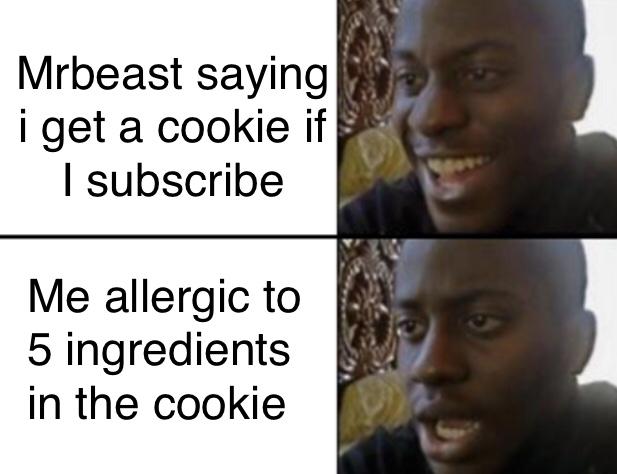 Mrbeast saying
i get a cookie if
I subscribe
Me allergic to
5 ingredients
in the cookie